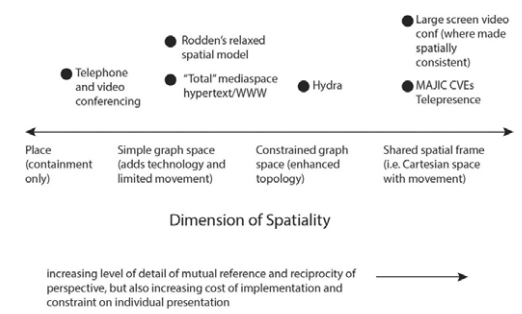 Large screen video
conf (where made
spatially
consistent)
Rodden's relaxed
spatial model
Telephone
and video
conferencing
"Total" mediaspace
hypertext/WWW
Hydra
MAJIC CVEs
Telepresence
Place
(containment
only)
Simple graph space
(adds technology and
limited movement)
Constrained graph
space (enhanced
topology)
Shared spatial frame
(i.e. Cartesian space
with movement)
Dimension of Spatiality
increasing level of detail of mutual reference and reciprocity of
perspective, but also increasing cost of implementation and
constraint on individual presentation